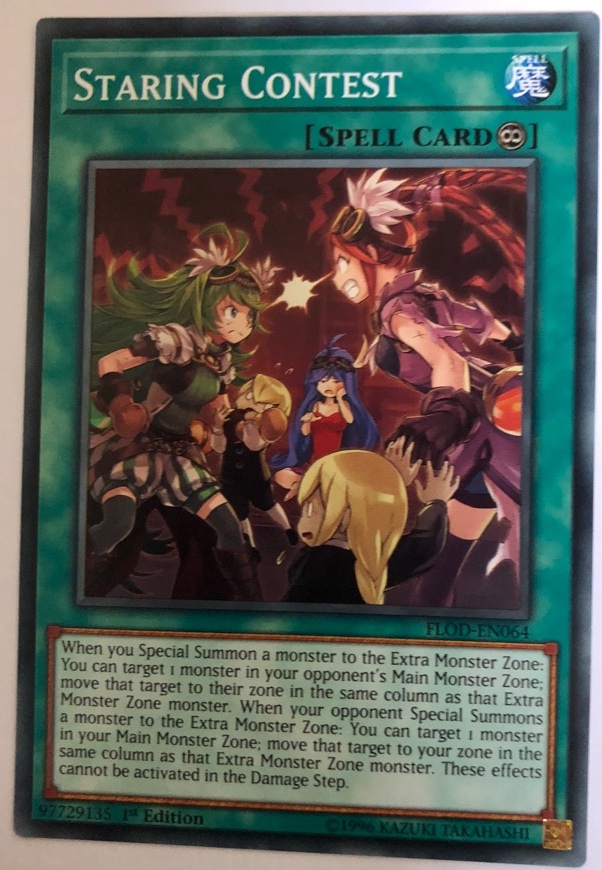 STARING CONTEST
SPELL
魔
[SPELL CARD]
FLOD-EN064
When you Special Summon a monster to the Extra Monster Zone:
You can target 1 monster in your opponent's Main Monster Zone;
move that target to their zone in the same column as that Extra
Monster Zone monster. When your opponent Special Summons
a monster to the Extra Monster Zone: You can target 1 monster
in your Main Monster Zone; move that target to your zone in the
same column as that Extra Monster Zone monster. These effects
cannot be activated in the Damage Step.
97729135 1st Edition ©1996 KAZUKI TAKAHASHI